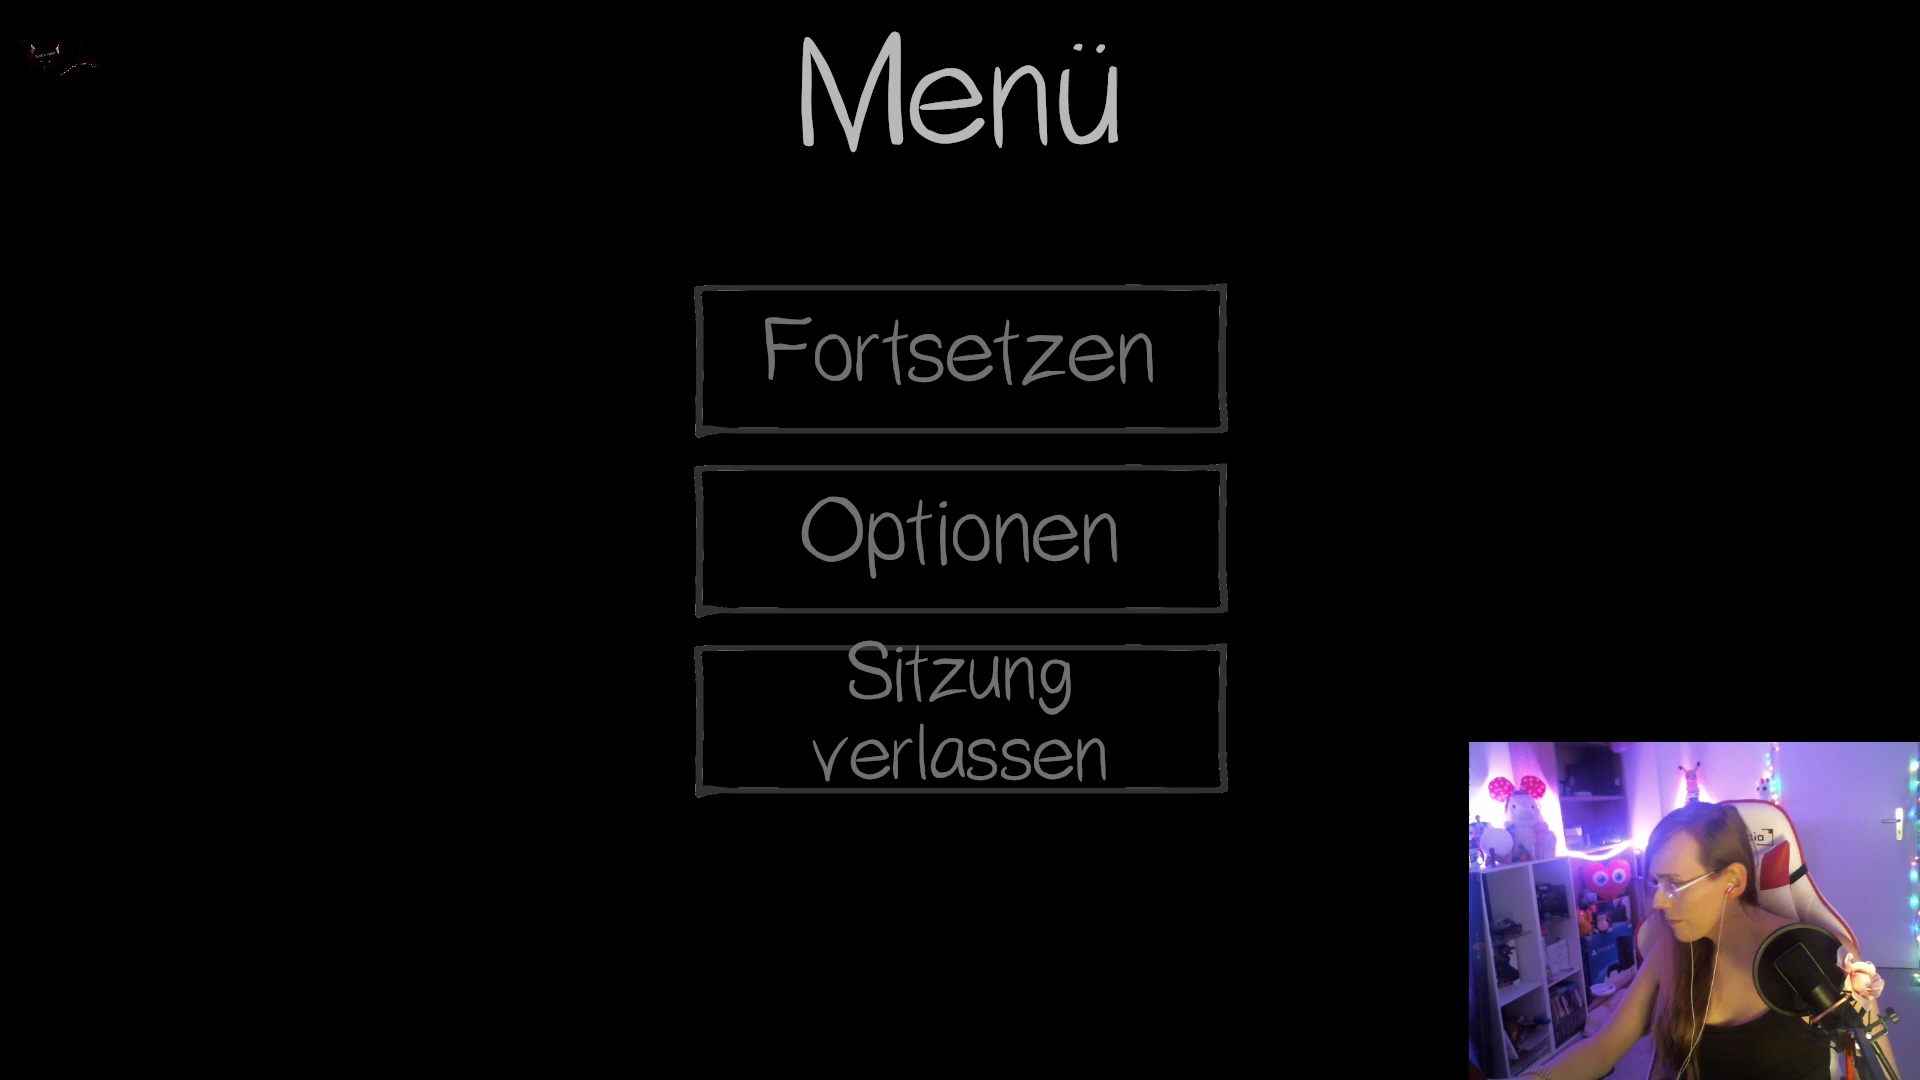 Menü
Fortsetzen
Optionen
Sitzung
verlassen